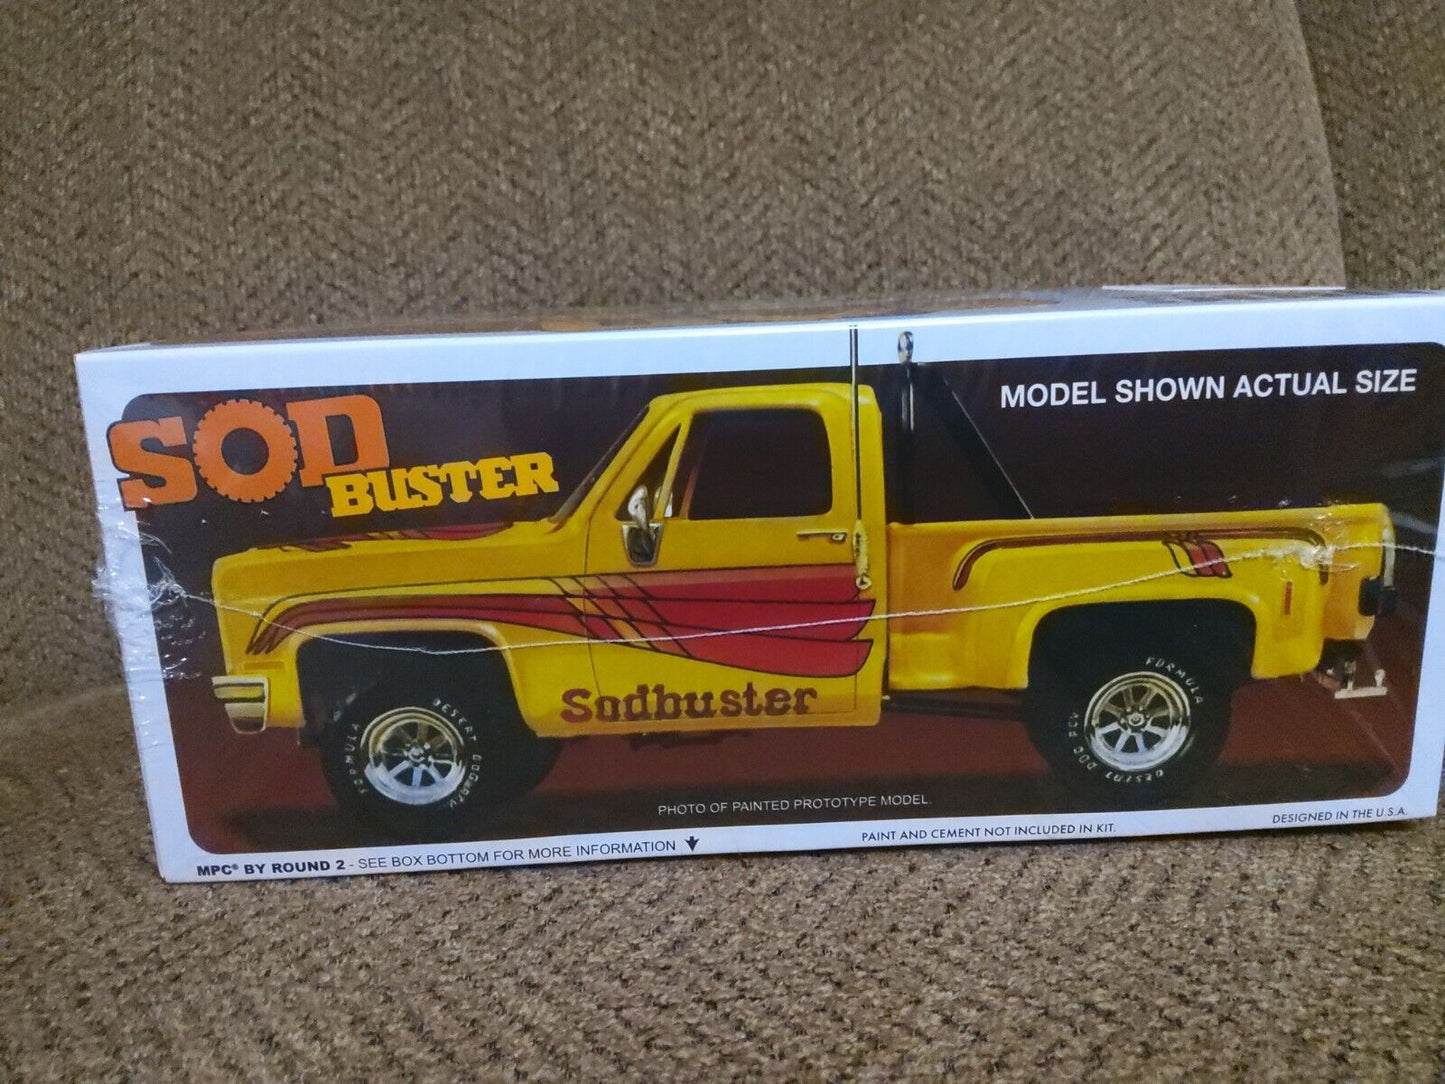 SOD
BUSTER
MODEL SHOWN ACTUAL SIZE
Sodbuster
FORMULA DESERT DOG
FORMULA
DESERT DOG
PHOTO OF PAINTED PROTOTYPE MODEL.
MPC® BY ROUND 2 - SEE BOX BOTTOM FOR MORE INFORMATION
PAINT AND CEMENT NOT INCLUDED IN KIT.
DESIGNED IN THE U.S.A.